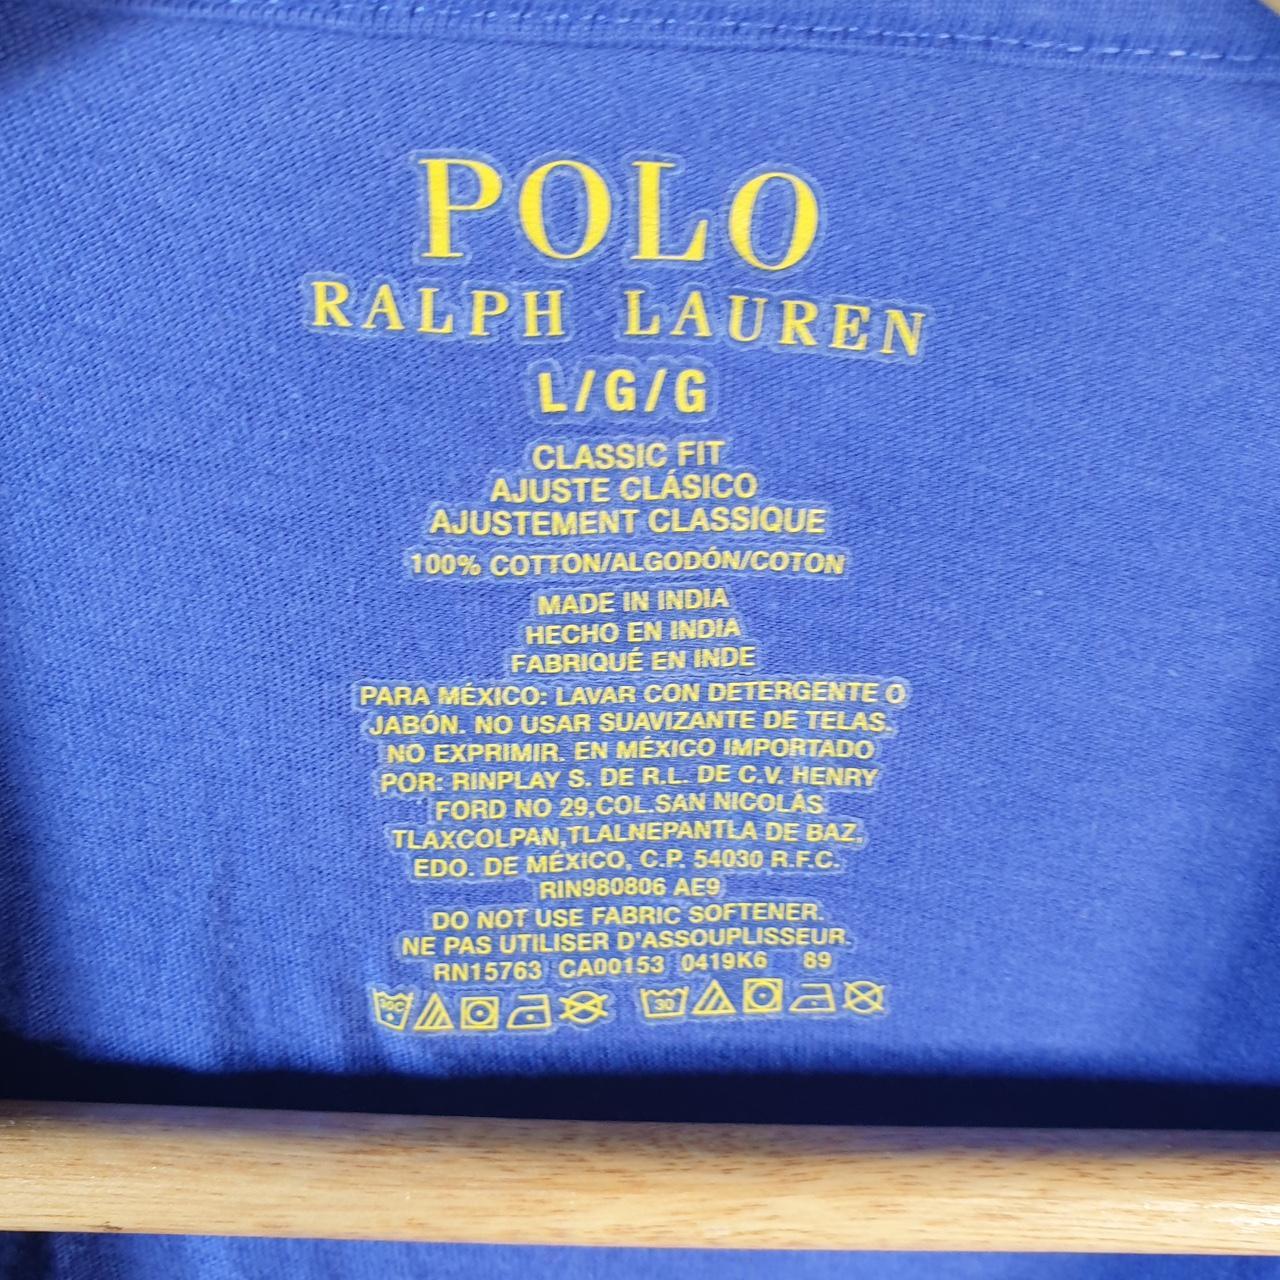 POLO
RALPH LAUREN
L/G/G
CLASSIC FIT
AJUSTE CLÁSICO
AJUSTEMENT CLASSIQUE
100% COTTON/ALGODÓN/COTON
MADE IN INDIA
HECHO EN INDIA
FABRIQUÉ EN INDE
PARA MÉXICO: LAVAR CON DETERGENTE O
JABÓN. NO USAR SUAVIZANTE DE TELAS.
NO EXPRIMIR. EN MÉXICO IMPORTADO
POR: RINPLAY S. DE R.L. DE C.V. HENRY
FORD NO 29,COL.SAN NICOLÁS
TLAXCOLPAN,TLALNEPANTLA DE BAZ,
EDO. DE MÉXICO, C.P. 54030 R.F.C.
RIN980806 AE9
DO NOT USE FABRIC SOFTENER.
NE PAS UTILISER D'ASSOUPLISSEUR.
RN15763 CA00153 0419K6 89
30C 30